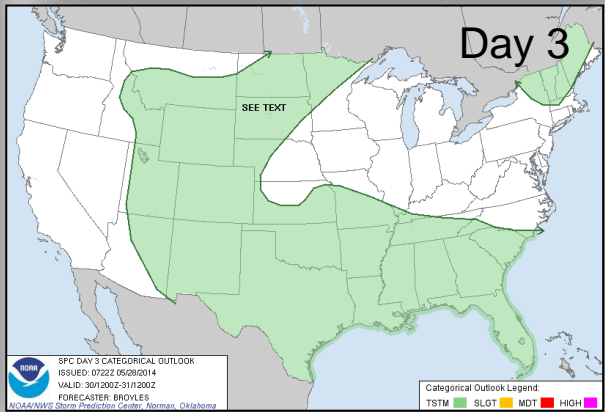 Day 3
SEE TEXT
NOAA
SPC DAY 3 CATEGORICAL OUTLOOK
ISSUED: 0722Z 05/28/2014
VALID: 30/1200Z-31/1200Z
FORECASTER: BROYLES
NOAA/NWS Storm Prediction Center, Norman, Oklahoma
Categorical Outlook Legend:
TSTM SLGT MDT HIGH